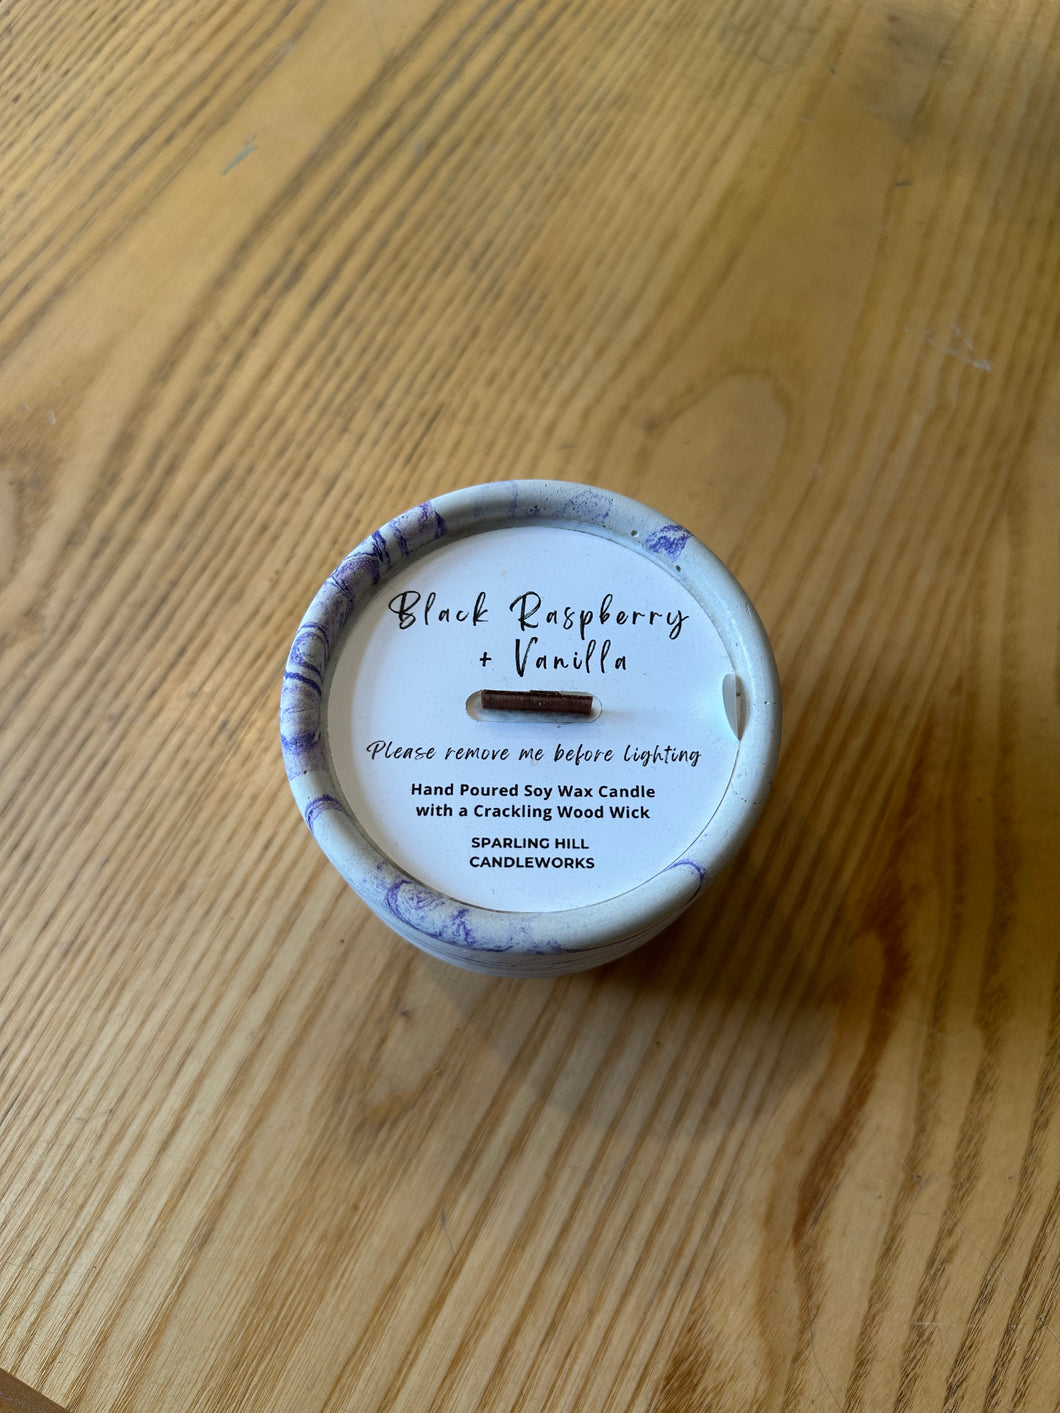 Black Raspberry
+ Vanilla
Please remove me before lighting
Hand Poured Soy Wax Candle
with a Crackling Wood Wick
SPARLING HILL
CANDLEWORKS